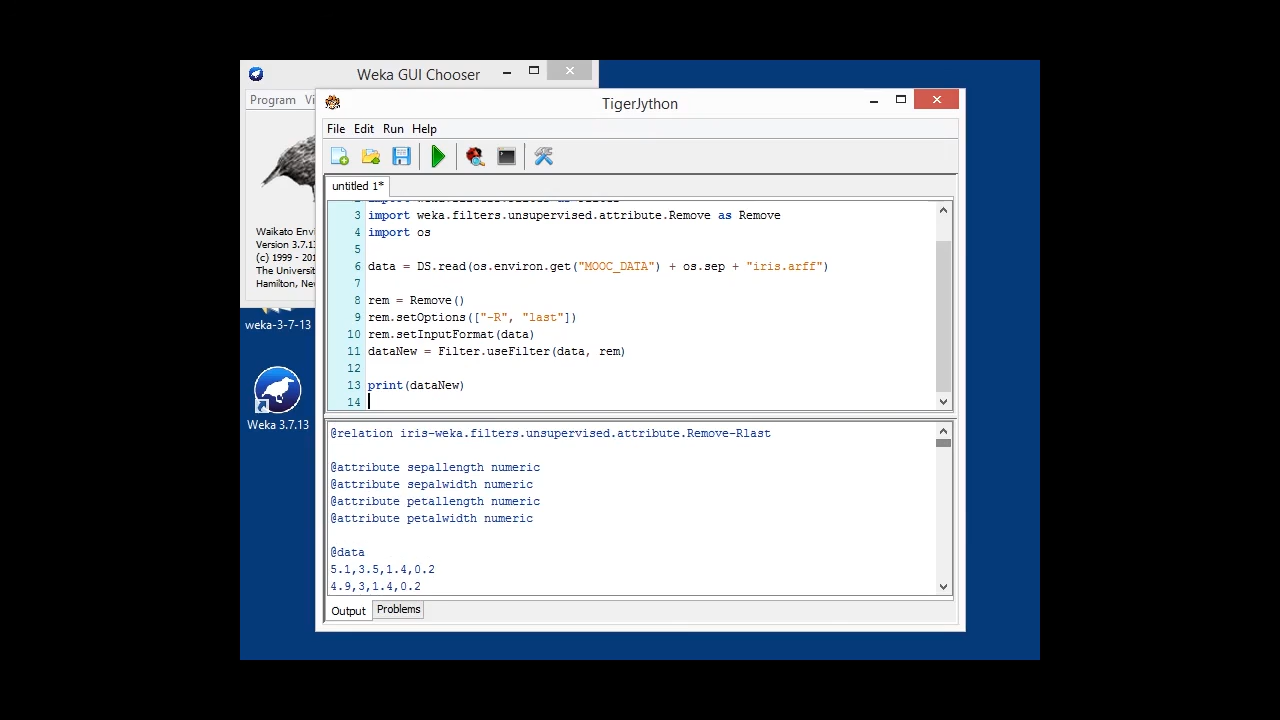 Weka GUI Chooser
Program
TigerJython
File Edit Run Help
untitled 1*
3 import weka.filters.unsupervised.attribute.Remove as Remove
4 import os
5
6 data = DS.read(os.environ.get("MOOC_DATA") + os.sep + "iris.arff")
7
8 rem = Remove()
9 rem.setOptions(["-R", "last"])
10 rem.setInputFormat(data)
11 dataNew = Filter.useFilter(data, rem)
12
13 print(dataNew)
14
Waikato Envi
Version 3.7.13
(c) 1999 - 201
The Universit
Hamilton, New
weka-3-7-13
Weka 3.7.13
@relation iris-weka.filters.unsupervised.attribute.Remove-Rlast
@attribute sepallength numeric
@attribute sepalwidth numeric
@attribute petallength numeric
@attribute petalwidth numeric
@data
5.1,3.5,1.4,0.2
4.9,3,1.4,0.2
Output Problems